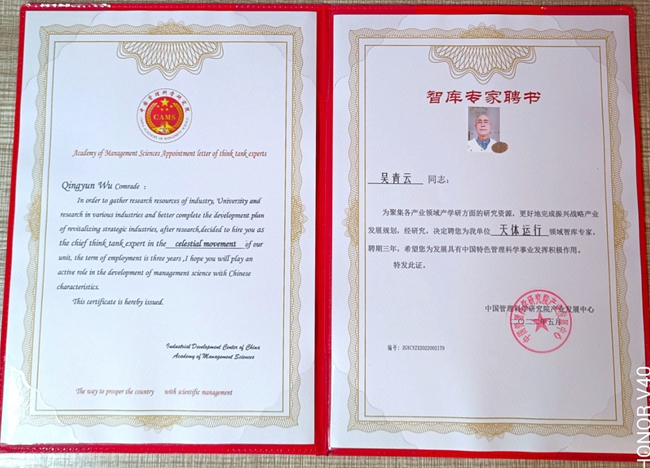 CAMS
Academy of Management Sciences Appointment letter of think tank experts
Qingyun Wu Comrade :
In order to gather research resources of industry, University and
research in various industries and better complete the development plan
of revitalizing strategic industries, after research,decided to hire you as
the chief think tank expert in the celestial movement of our
unit, the term of employment is three years ,I hope you will play an
active role in the development of management science with Chinese
characteristics.
This certificate is hereby issued.
Industrial Development Center of China
Academy of Management Sciences
The way to prosper the country with scientific management
智库专家聘书
吴青云 同志：
为聚集各产业领域产学研方面的研究资源，更好地完成振兴战略产
业发展规划，经研究，决定聘您为我单位 天体运行 领域智库专家，
聘期三年，希望您为发展具有中国特色管理科学事业发挥积极作用。
特发此证。
中国管理科学研究院产业发展中心
年五月
编号：ZGKYZX2022002179
HONOR V40